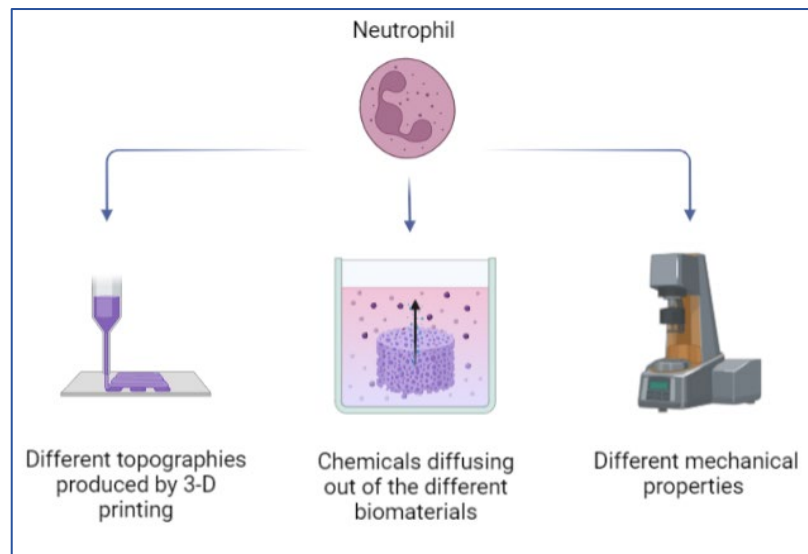 Neutrophil
Different topographies
produced by 3-D
printing
Chemicals diffusing
out of the different
biomaterials
Different mechanical
properties